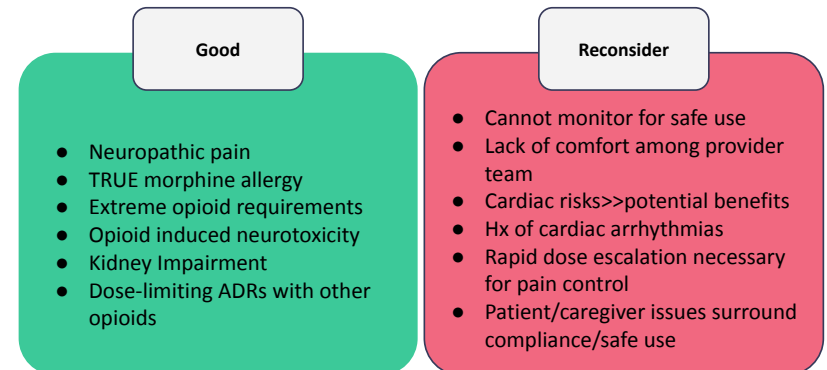 Good
● Neuropathic pain
● TRUE morphine allergy
● Extreme opioid requirements
● Opioid induced neurotoxicity
● Kidney Impairment
● Dose-limiting ADRs with other
opioids
Reconsider
● Cannot monitor for safe use
● Lack of comfort among provider
team
● Cardiac risks>>potential benefits
● Hx of cardiac arrhythmias
● Rapid dose escalation necessary
for pain control
● Patient/caregiver issues surround
compliance/safe use